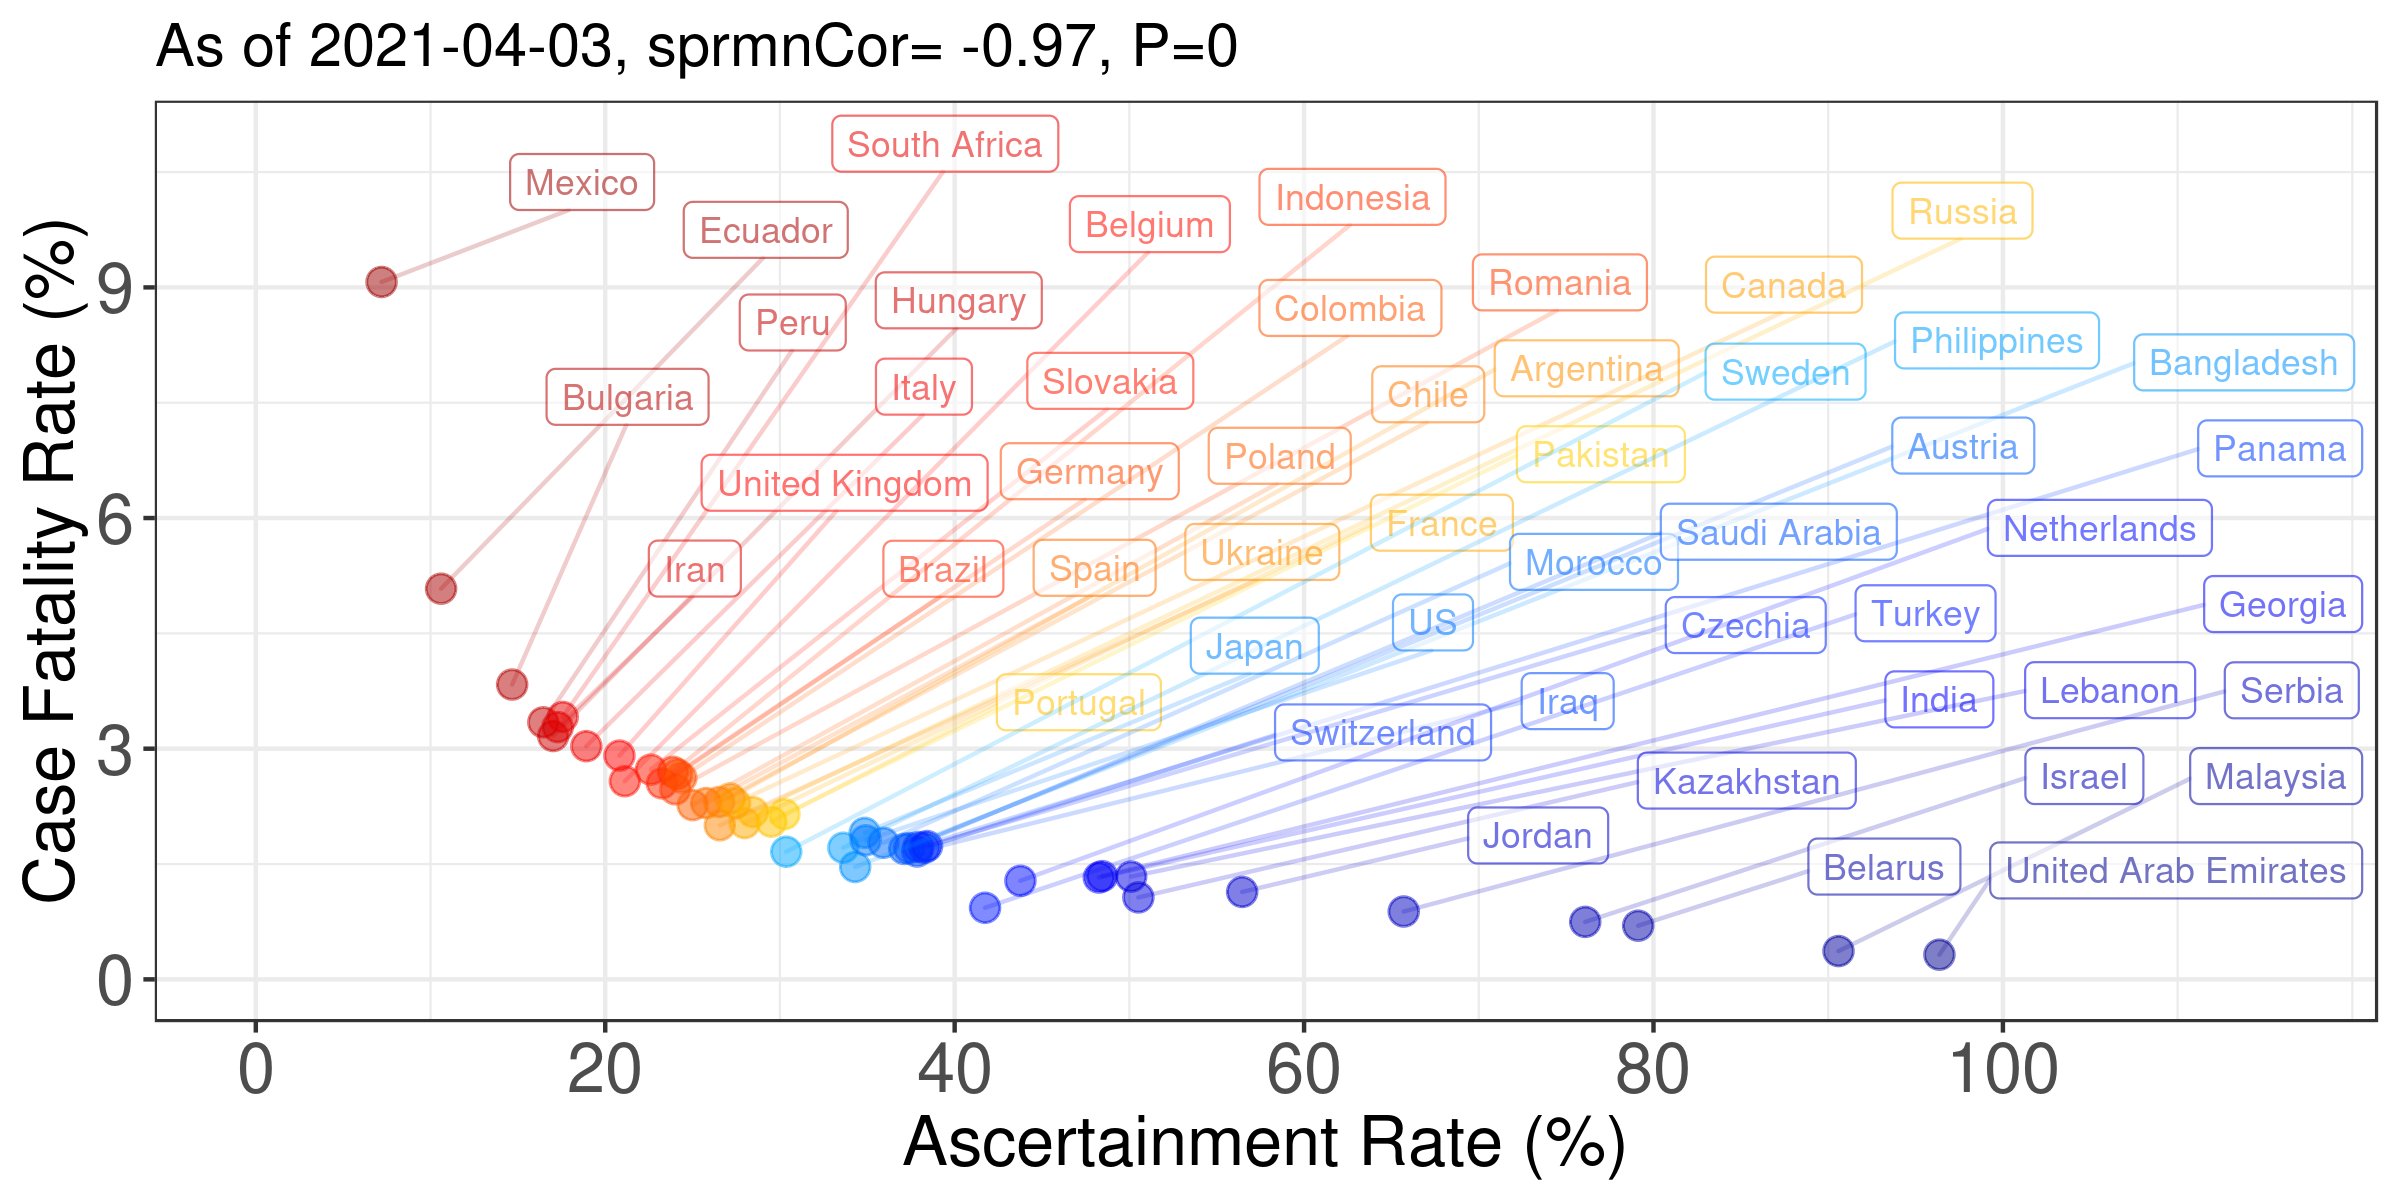 As of 2021-04-03, sprmnCor= -0.97, P=0
South Africa
Mexico
Indonesia
Russia
Belgium
Ecuador
Romania
Canada
Hungary
Colombia
Peru
Philippines
Bangladesh
Argentina
Sweden
Italy
Slovakia
Chile
Bulgaria
Austria
Panama
Poland
Pakistan
Germany
United Kingdom
France
Netherlands
Saudi Arabia
Ukraine
Morocco
Iran
Brazil
Spain
Georgia
Turkey
US
Czechia
Japan
Lebanon
Serbia
India
Iraq
Portugal
Switzerland
Israel
Malaysia
Kazakhstan
Jordan
Belarus
United Arab Emirates
Case Fatality Rate (%)
9
6
3
0
0 20 40 60 80 100
Ascertainment Rate (%)